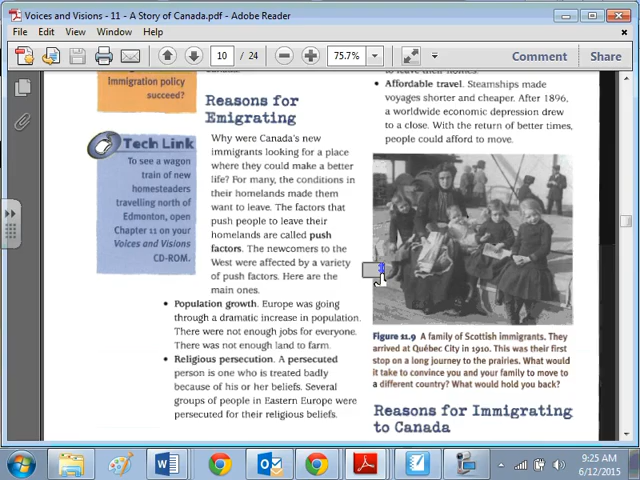 Voices and Visions - 11 - A Story of Canada.pdf - Adobe Reader
File Edit View Window Help
10 / 24 75.7% Comment Share
Immigration policy
succeed?
Tech Link
To see a wagon
train of new
homesteaders
travelling north of
Edmonton, open
Chapter 11 on your
Voices and Visions
CD-ROM.
Reasons for
Emigrating
Why were Canada's new
immigrants looking for a place
where they could make a better
life? For many, the conditions in
their homelands made them
want to leave. The factors that
push people to leave their
homelands are called push
factors. The newcomers to the
West were affected by a variety
of push factors. Here are the
main ones.
• Population growth. Europe was going
through a dramatic increase in population.
There were not enough jobs for everyone.
There was not enough land to farm.
• Religious persecution. A persecuted
person is one who is treated badly
because of his or her beliefs. Several
groups of people in Eastern Europe were
persecuted for their religious beliefs.
to leave their homes.
• Affordable travel. Steamships made
voyages shorter and cheaper. After 1896,
a worldwide economic depression drew
to a close. With the return of better times,
people could afford to move.
Figure 11.9 A family of Scottish immigrants. They
arrived at Québec City in 1910. This was their first
stop on a long journey to the prairies. What would
it take to convince you and your family to move to
a different country? What would hold you back?
Reasons for Immigrating
to Canada
9:25 AM
6/12/2015